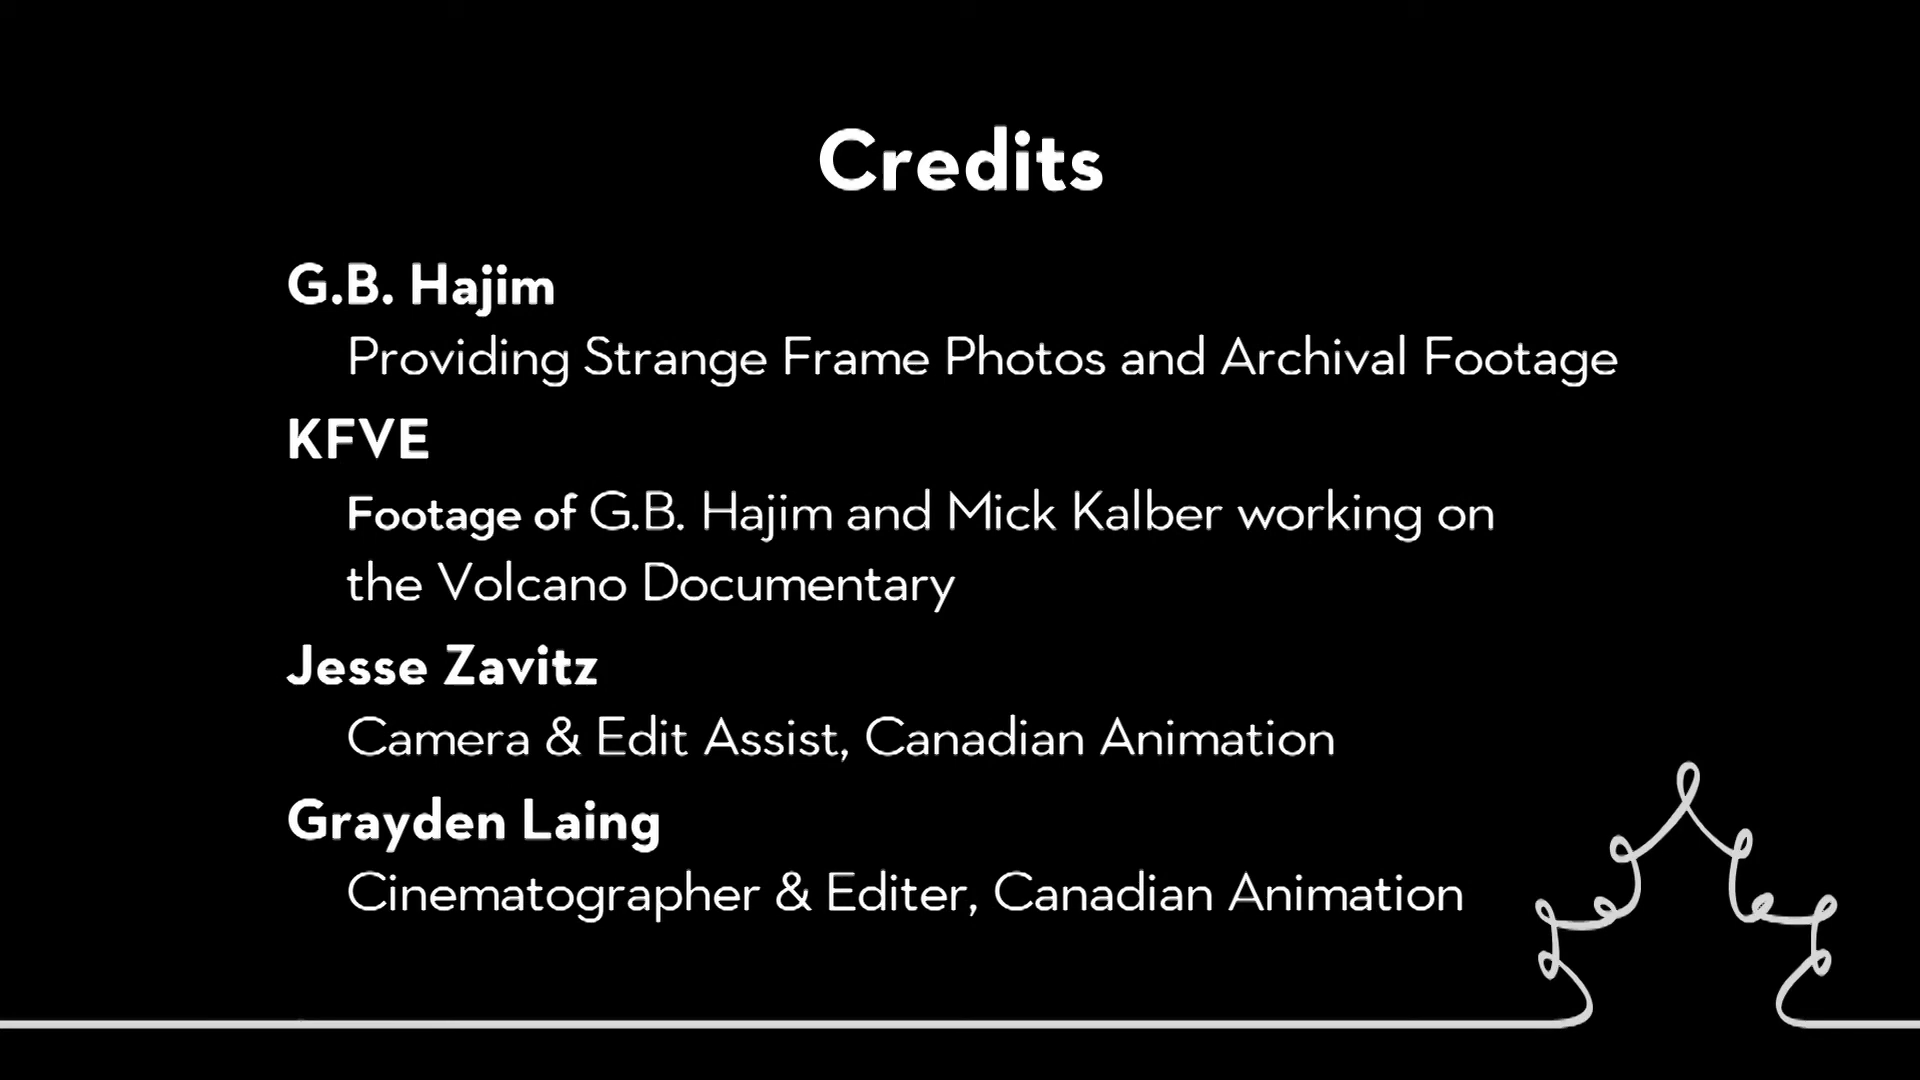 Credits
G.B. Hajim
Providing Strange Frame Photos and Archival Footage
KFVE
Footage of G.B. Hajim and Mick Kalber working on
the Volcano Documentary
Jesse Zavitz
Camera & Edit Assist, Canadian Animation
Grayden Laing
Cinematographer & Editer, Canadian Animation